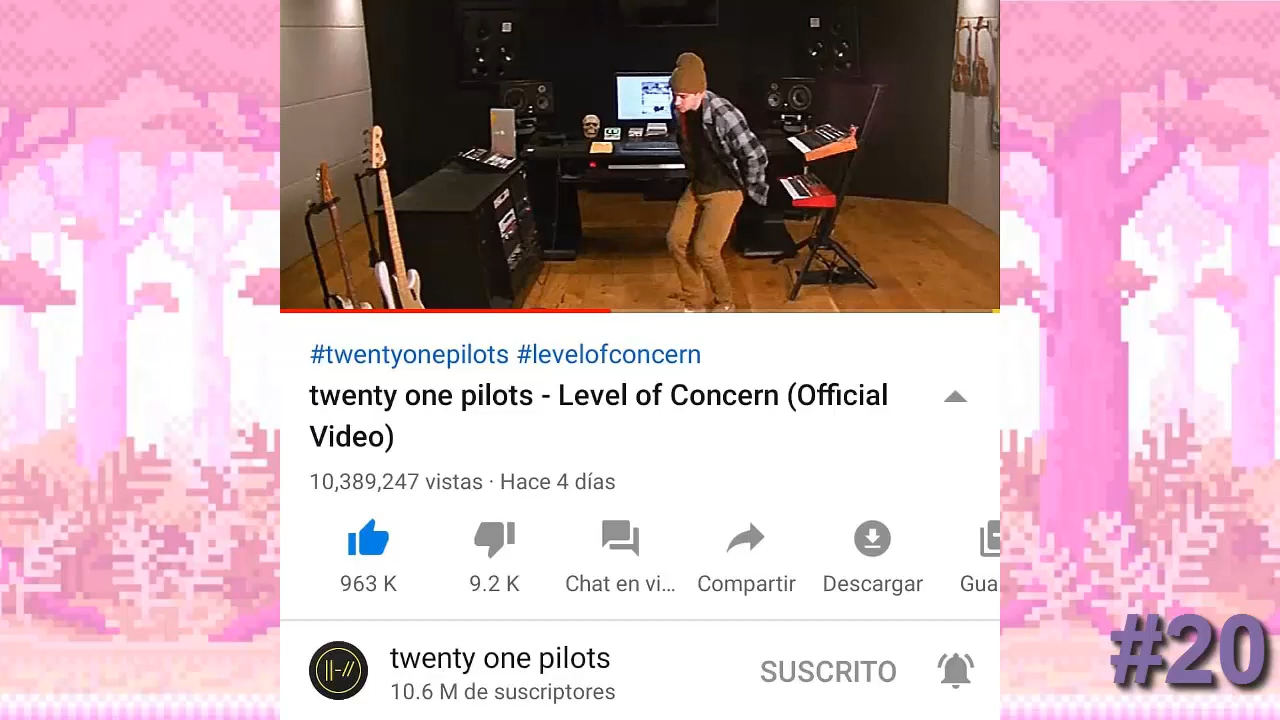 #twentyonepilots #levelofconcern
twenty one pilots - Level of Concern (Official
Video)
10,389,247 vistas · Hace 4 días
963 K
9.2 K
Chat en vi...
Compartir
Descargar
Gua
#20
twenty one pilots
SUSCRITO
10.6 M de suscriptores